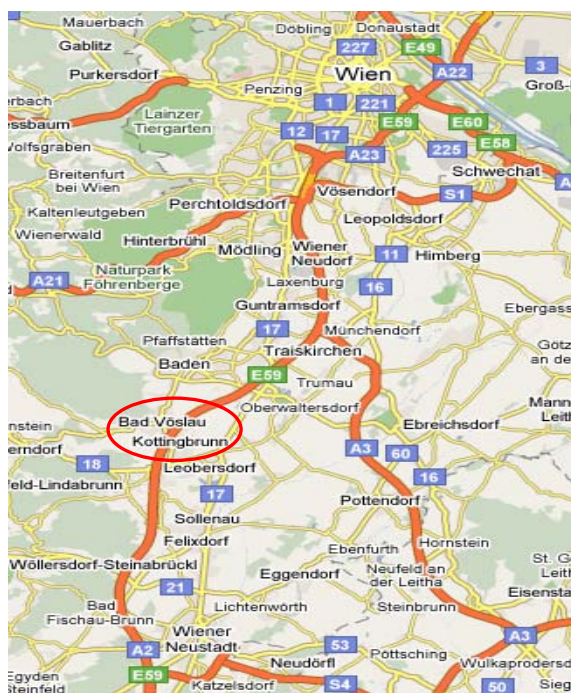 Mauerbach
Döbling
Donaustadt
Gablitz
227
E49
Purkersdorf
Wien
A22
3
Penzing
Groß-
erbach
Lainzer
Tiergarten
1
221
essbaum
E59
E60
12
17
Wolfsgraben
A23
225
E58
Breitenfurt
bei Wien
Schwechat
A
Vösendorf
S1
Perchtoldsdorf
Kaltenleutgeben
Leopoldsdorf
Wienerwald
Hinterbrühl
Mödling
Wiener
Neudorf
11
Himberg
A21
Naturpark
Föhrenberge
Laxenburg
16
Guntramsdorf
Ebergass
17
Münchendorf
Pfaffstätten
Traiskirchen
Götz
an de
Baden
E59
Trumau
Mann
Leith
Oberwaltersdorf
Bad Vöslau
Ebreichsdorf
nstein
Kottingbrunn
erndorf
A3
60
18
Leobersdorf
16
feld-Lindabrunn
17
Pottendorf
Sollenau
Hornstein
Felixdorf
Ebenfurth
St. G
Leith
Wöllersdorf-Steinabrückl
Eggendorf
Neufeld an
der Leitha
Eisensta
21
Steinbrunn
Bad
Fischau-Brunn
Lichtenwörth
Wiener
Neustadt
A3
A2
53
Pöttsching
Neudörfl
Wulkaprodersd
Egyden
Steinfeld
E59
S4
Katzelsdorf
50
Sieg